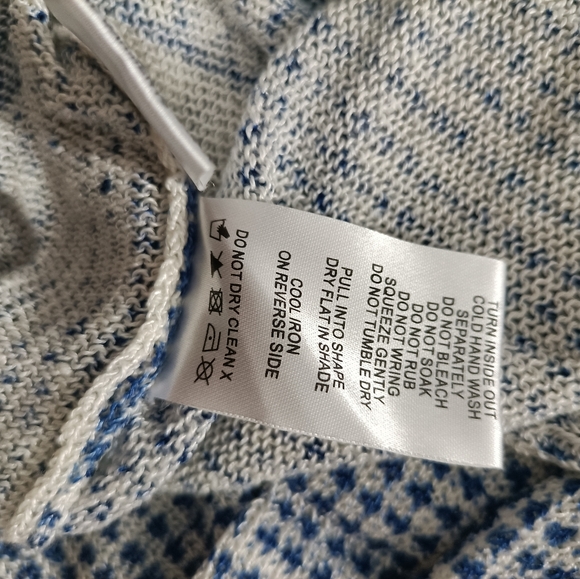 TURN INSIDE OUT
COLD HAND WASH
SEPARATELY
DO NOT BLEACH
DO NOT SOAK
DO NOT RUB
DO NOT WRING
SQUEEZE GENTLY
DO NOT TUMBLE DRY
PULL INTO SHAPE
DRY FLAT IN SHADE
COOL IRON
ON REVERSE SIDE
DO NOT DRY CLEAN X